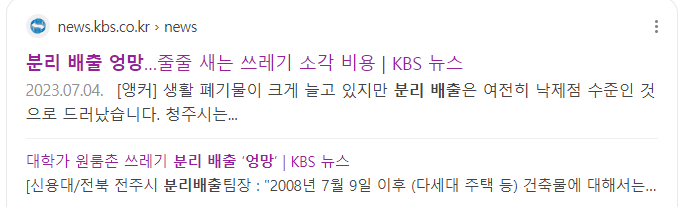 news.kbs.co.kr › news
분리 배출 엉망...줄줄 새는 쓰레기 소각 비용 | KBS 뉴스
2023.07.04. [앵커] 생활 폐기물이 크게 늘고 있지만 분리 배출은 여전히 낙제점 수준인 것
으로 드러났습니다. 청주시는...
대학가 원룸촌 쓰레기 분리 배출 ‘엉망’ | KBS 뉴스
[신용대/전북 전주시 분리배출팀장 : "2008년 7월 9일 이후 (다세대 주택 등) 건축물에 대해서는...